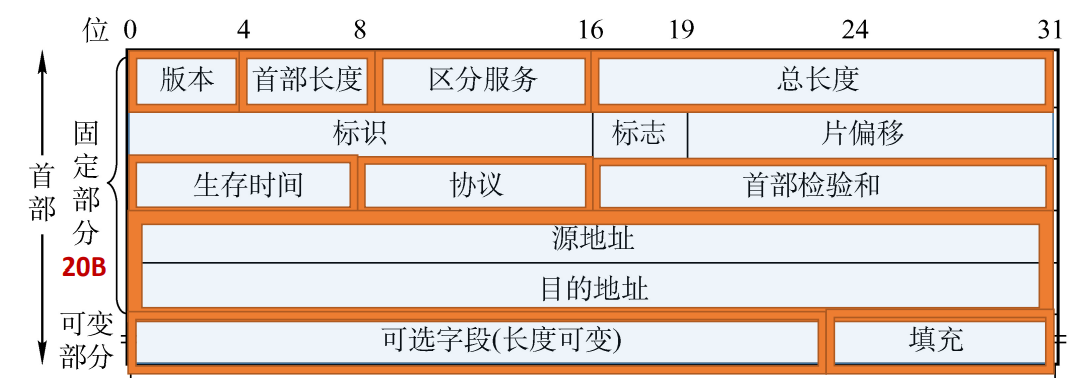 位 0 4 8 16 19 24 31
版本 首部长度 区分服务 总长度
标识 标志 片偏移
生存时间 协议 首部检验和
源地址
目的地址
可选字段(长度可变) 填充
首部
固定部分
20B
可变
部分